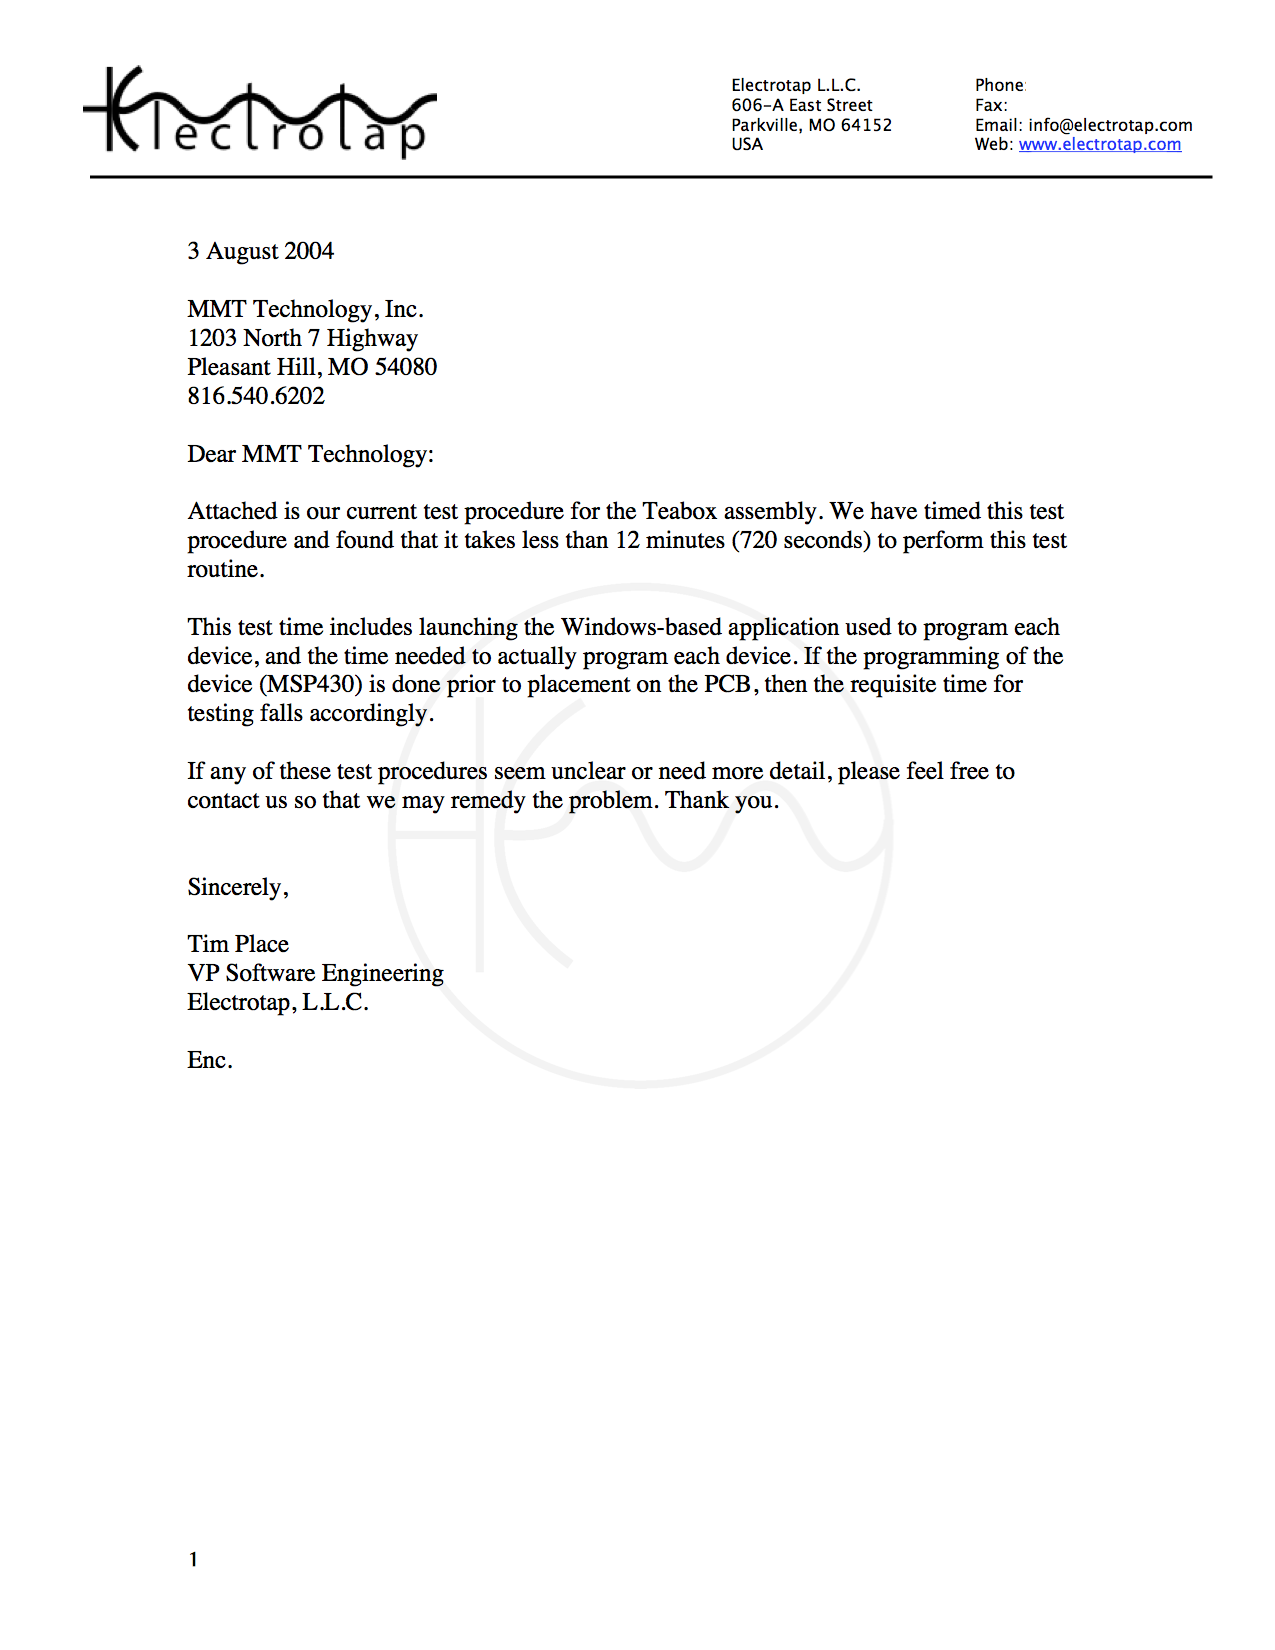 Electrotap
Electrotap L.L.C.
606-A East Street
Parkville, MO 64152
USA
Phone:
Fax:
Email: info@electrotap.com
Web: www.electrotap.com
3 August 2004
MMT Technology, Inc.
1203 North 7 Highway
Pleasant Hill, MO 54080
816.540.6202
Dear MMT Technology:
Attached is our current test procedure for the Teabox assembly. We have timed this test
procedure and found that it takes less than 12 minutes (720 seconds) to perform this test
routine.
This test time includes launching the Windows-based application used to program each
device, and the time needed to actually program each device. If the programming of the
device (MSP430) is done prior to placement on the PCB, then the requisite time for
testing falls accordingly.
If any of these test procedures seem unclear or need more detail, please feel free to
contact us so that we may remedy the problem. Thank you.
Sincerely,
Tim Place
VP Software Engineering
Electrotap, L.L.C.
Enc.
1